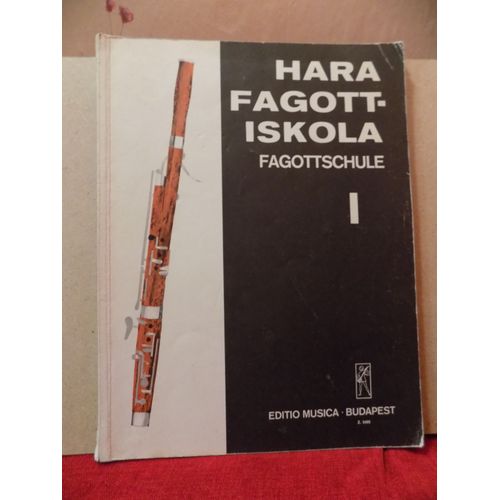 HARA
FAGOTT-
ISKOLA
FAGOTTSCHULE
I
EDITIO MUSICA · BUDAPEST